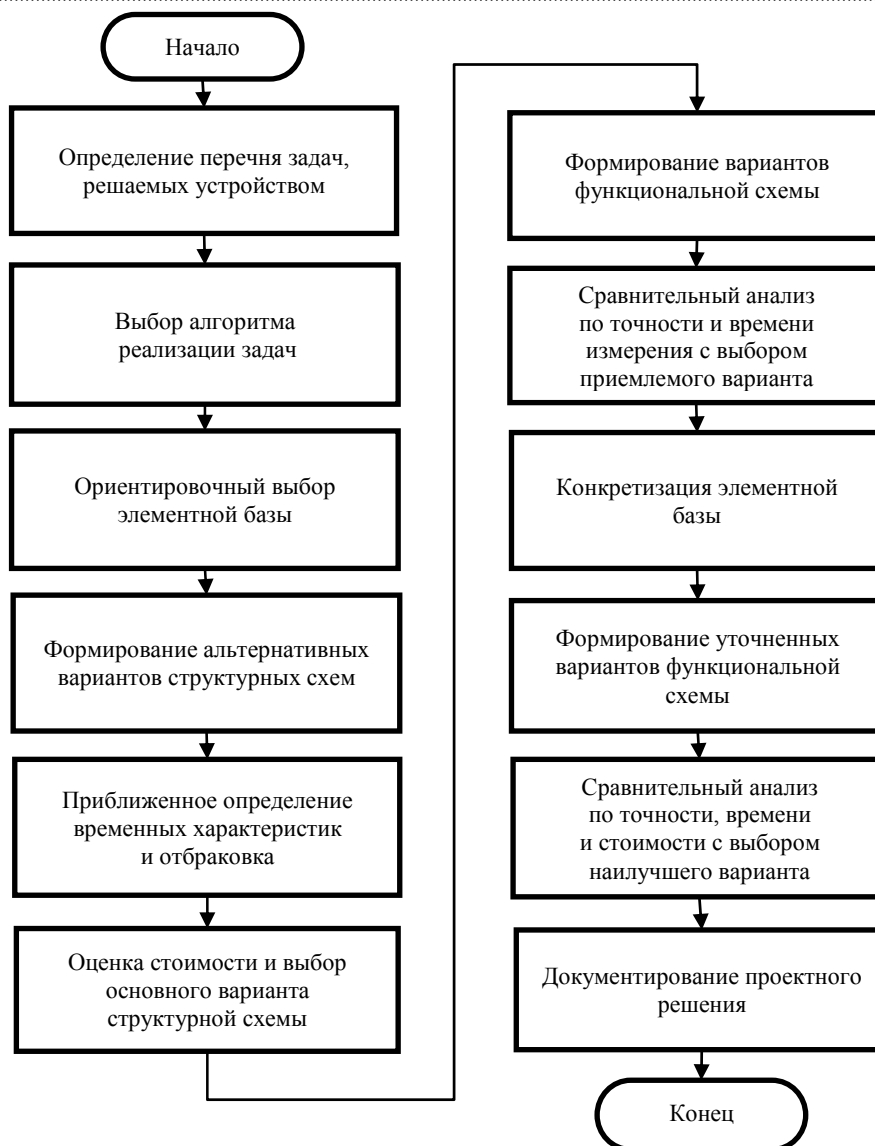 Начало
Определение перечня задач,
решаемых устройством
Выбор алгоритма
реализации задач
Ориентировочный выбор
элементной базы
Формирование альтернативных
вариантов структурных схем
Приближенное определение
временных характеристик
и отбраковка
Оценка стоимости и выбор
основного варианта
структурной схемы
Формирование вариантов
функциональной схемы
Сравнительный анализ
по точности и времени
измерения с выбором
приемлемого варианта
Конкретизация элементной
базы
Формирование уточненных
вариантов функциональной
схемы
Сравнительный анализ
по точности, времени
и стоимости с выбором
наилучшего варианта
Документирование проектного
решения
Конец